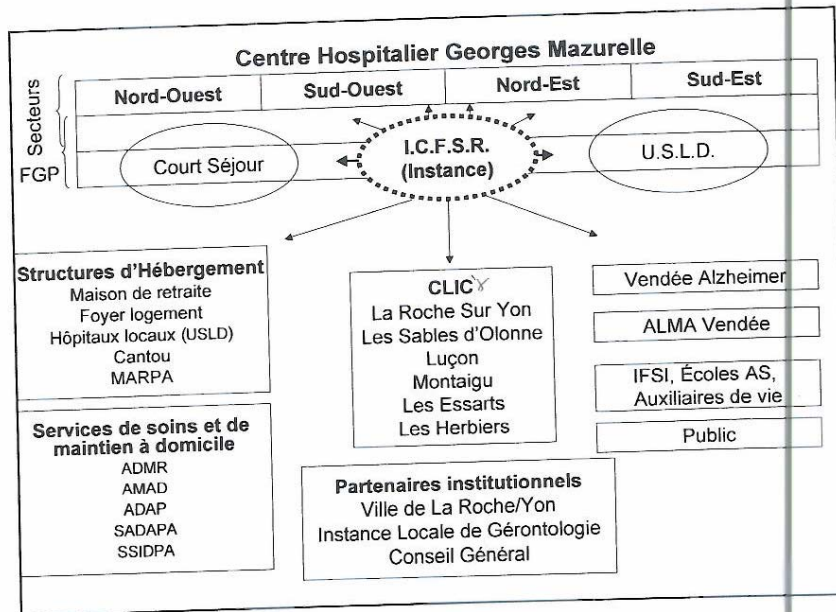 Centre Hospitalier Georges Mazurelle
Secteurs
Nord-Ouest
Sud-Ouest
Nord-Est
Sud-Est
FGP
Court Séjour
I.C.F.S.R.
(Instance)
U.S.L.D.
Structures d'Hébergement
Maison de retraite
Foyer logement
Hôpitaux locaux (USLD)
Cantou
MARPA
Services de soins et de
maintien à domicile
ADMR
AMAD
ADAP
SADAPA
SSIDPA
CLIC
La Roche Sur Yon
Les Sables d'Olonne
Luçon
Montaigu
Les Essarts
Les Herbiers
Partenaires institutionnels
Ville de La Roche/Yon
Instance Locale de Gérontologie
Conseil Général
Vendée Alzheimer
ALMA Vendée
IFSI, Écoles AS,
Auxiliaires de vie
Public